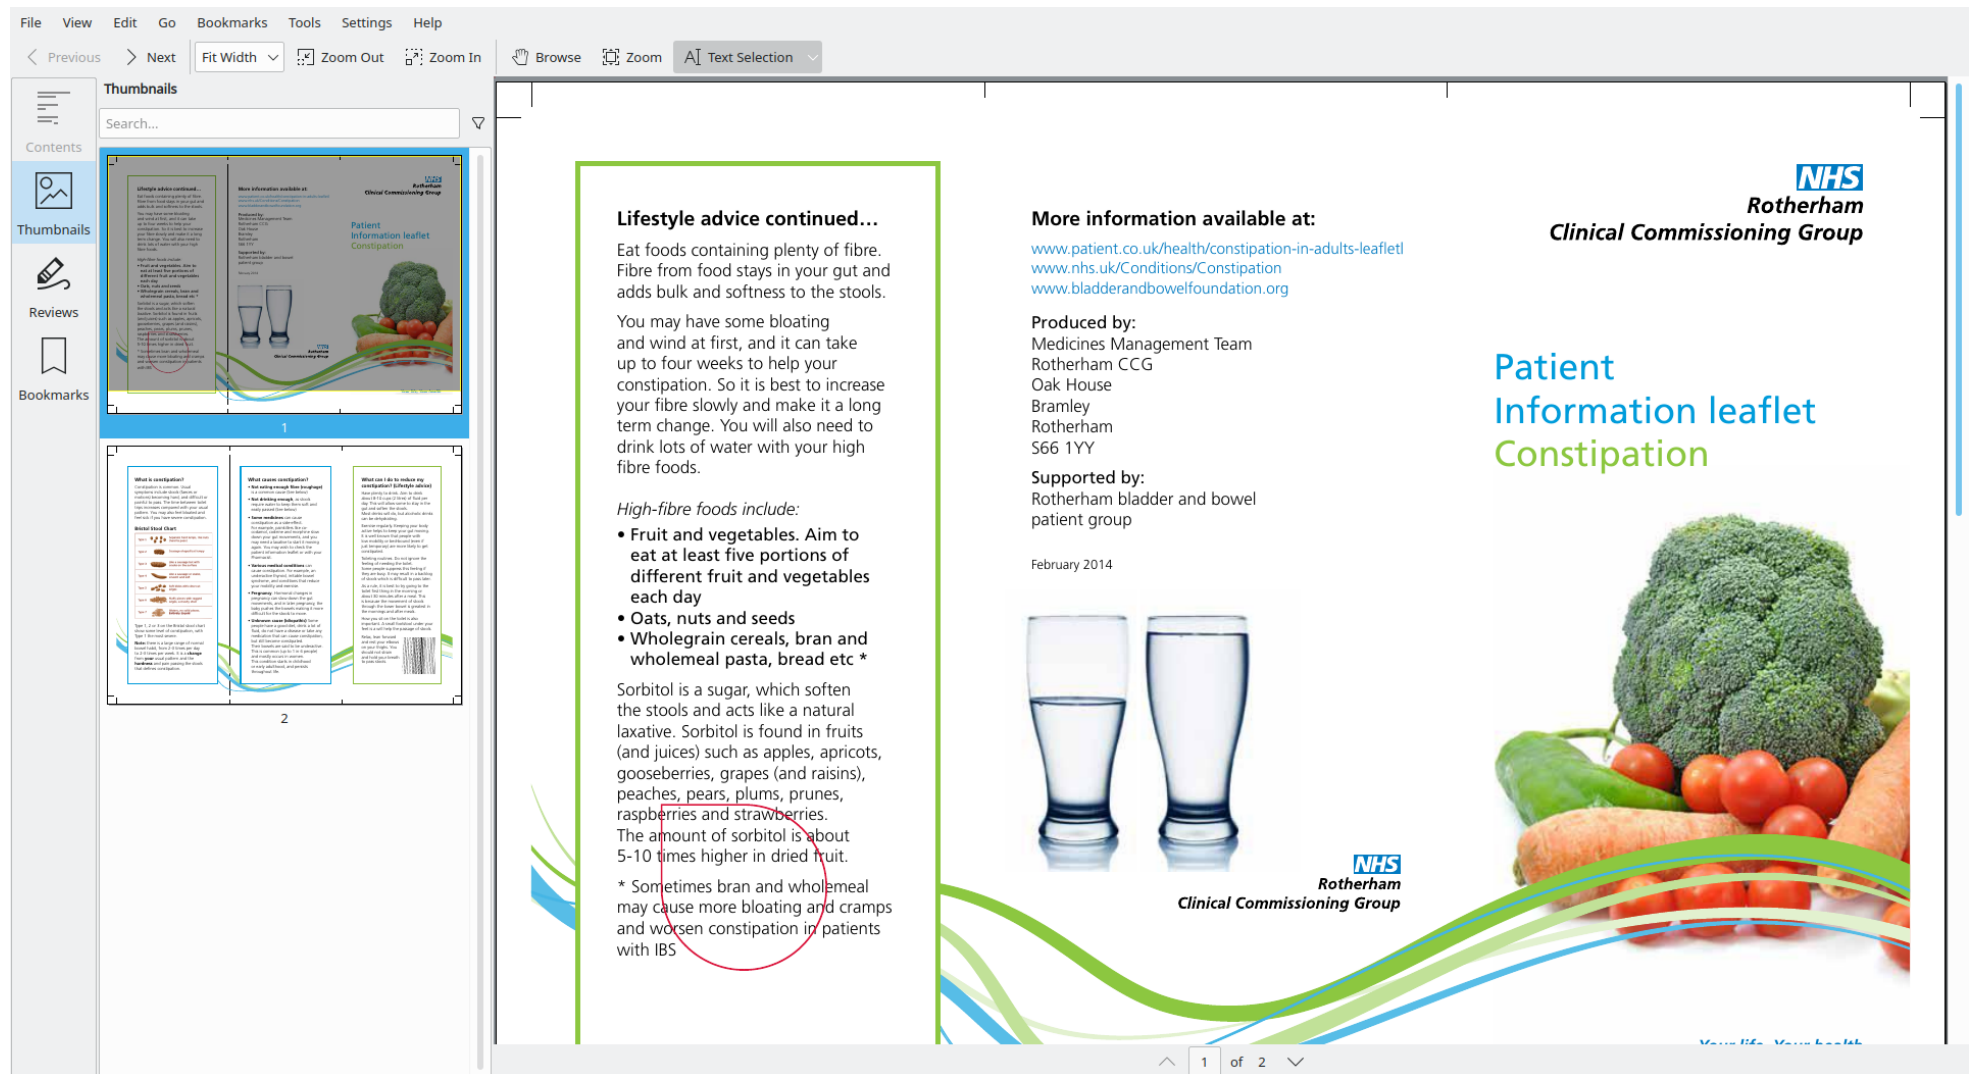 File View Edit Go Bookmarks Tools Settings Help
Previous Next Fit Width Zoom Out Zoom In Browse Zoom Text Selection
Contents
Thumbnails
Reviews
Bookmarks
Thumbnails
Search...
1
2
Lifestyle advice continued...
Eat foods containing plenty of fibre.
Fibre from food stays in your gut and
adds bulk and softness to the stools.
You may have some bloating
and wind at first, and it can take
up to four weeks to help your
constipation. So it is best to increase
your fibre slowly and make it a long
term change. You will also need to
drink lots of water with your high
fibre foods.
High-fibre foods include:
• Fruit and vegetables. Aim to
eat at least five portions of
different fruit and vegetables
each day
• Oats, nuts and seeds
• Wholegrain cereals, bran and
wholemeal pasta, bread etc *
Sorbitol is a sugar, which soften
the stools and acts like a natural
laxative. Sorbitol is found in fruits
(and juices) such as apples, apricots,
gooseberries, grapes (and raisins),
peaches, pears, plums, prunes,
raspberries and strawberries.
The amount of sorbitol is about
5-10 times higher in dried fruit.
* Sometimes bran and wholemeal
may cause more bloating and cramps
and worsen constipation in patients
with IBS
More information available at:
www.patient.co.uk/health/constipation-in-adults-leafletl
www.nhs.uk/Conditions/Constipation
www.bladderandbowelfoundation.org
Produced by:
Medicines Management Team
Rotherham CCG
Oak House
Bramley
Rotherham
S66 1YY
Supported by:
Rotherham bladder and bowel
patient group
February 2014
NHS
Rotherham
Clinical Commissioning Group
NHS
Rotherham
Clinical Commissioning Group
Patient
Information leaflet
Constipation
Your life, Your health
1 of 2